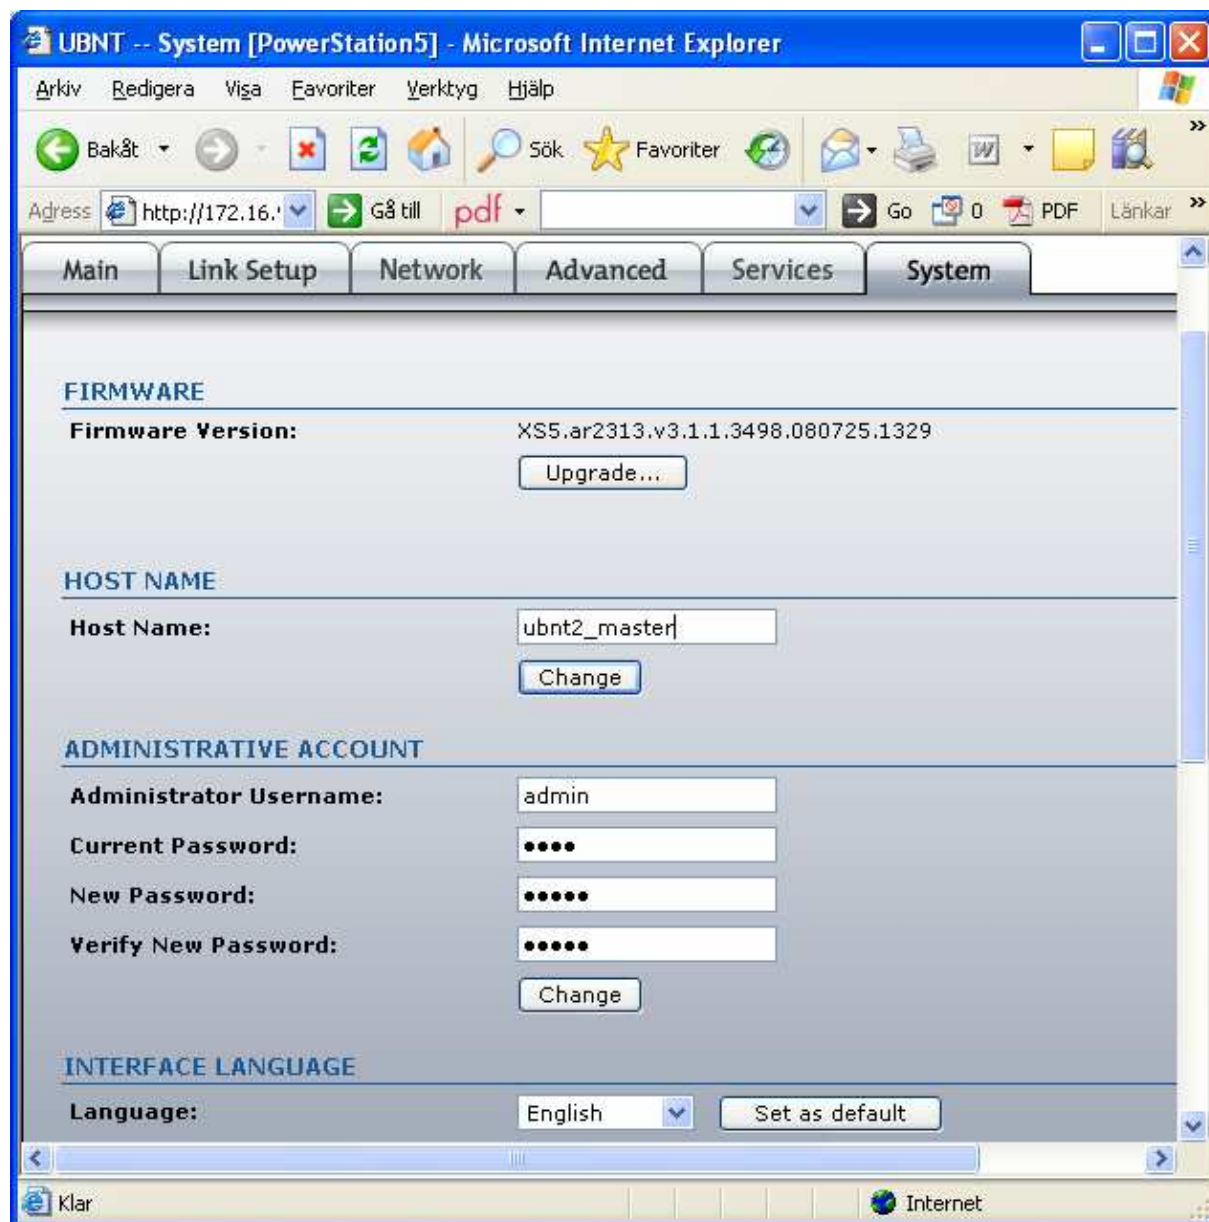 UBNT -- System [PowerStation5] - Microsoft Internet Explorer
Arkiv Redigera Visa Favoriter Verktyg Hjälp
Bakåt Sök Favoriter W »
Adress http://172.16.' Gå till pdf Go 0 PDF Länkar »
Main Link Setup Network Advanced Services System
FIRMWARE
Firmware Version: XS5.ar2313.v3.1.1.3498.080725.1329
Upgrade...
HOST NAME
Host Name: ubnt2_master
Change
ADMINISTRATIVE ACCOUNT
Administrator Username: admin
Current Password: ••••
New Password: •••••
Verify New Password: •••••
Change
INTERFACE LANGUAGE
Language: English Set as default
Klar Internet